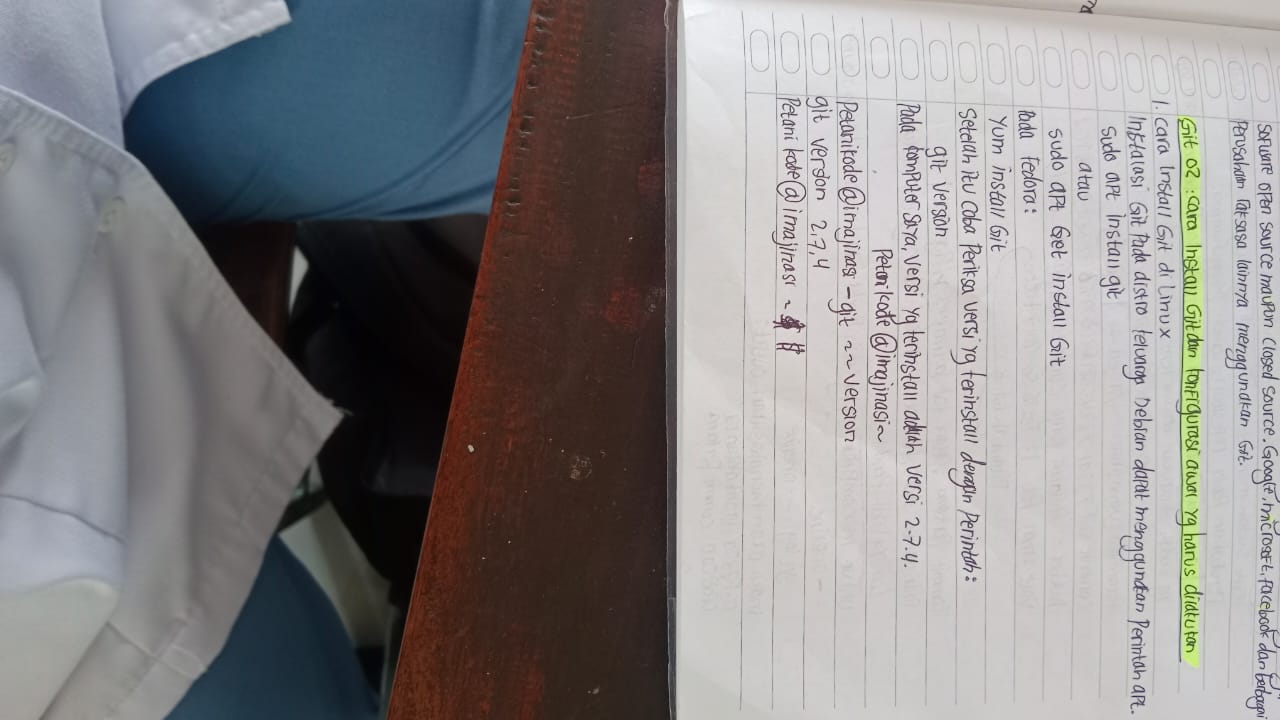 software open source maupun closed source. Google, microsoft, facebook dan berbagai
perusahaan raksasa lainnya menggunakan Git.
Git 02 : cara Install Git dan konfigurasi awal yg harus dilakukan
1. Cara Install Git di Linux
Instalasi Git Pada distro keluarga Debian dapat menggunakan Perintah apt.
sudo apt install git
atau
sudo apt Get install Git
Pada Fedora:
Yum install Git
Setelah itu Coba Periksa versi yg terinstall dengan Perintah:
git version
Pada komputer saya, versi yg terinstall adalah versi 2.7.4.
Petanikode@imajinasi~
Petanikode@imajinasi - git ~~ version
git version 2.7,4
Petani kode@imajinasi ~ #